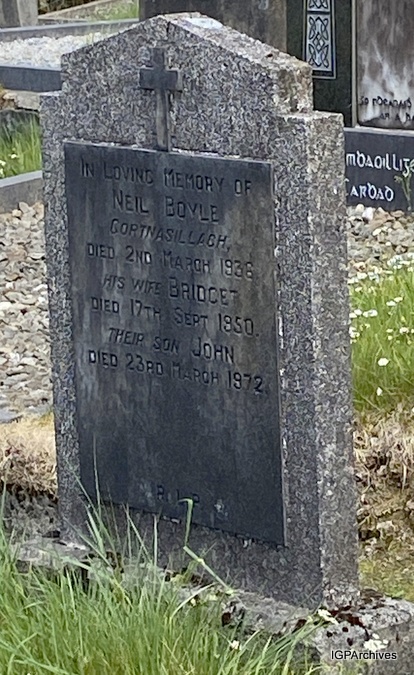 In Loving Memory of
Neil Boyle
Gortnasillagh,
Died 2nd March 1938
His Wife Bridget
Died 17th Sept 1950.
Their Son John
Died 23rd March 1972.
R.I.P.
IGPArchives